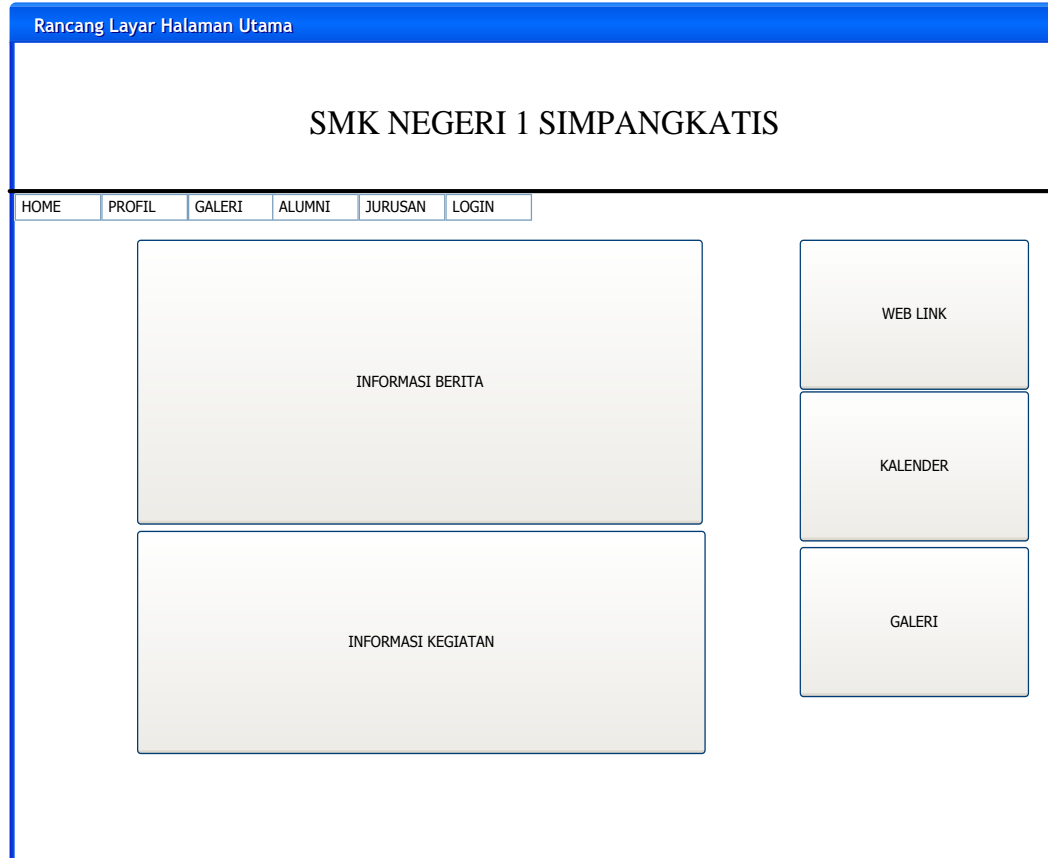 Rancang Layar Halaman Utama
SMK NEGERI 1 SIMPANGKATIS
HOME PROFIL GALERI ALUMNI JURUSAN LOGIN
INFORMASI BERITA
WEB LINK
KALENDER
INFORMASI KEGIATAN
GALERI